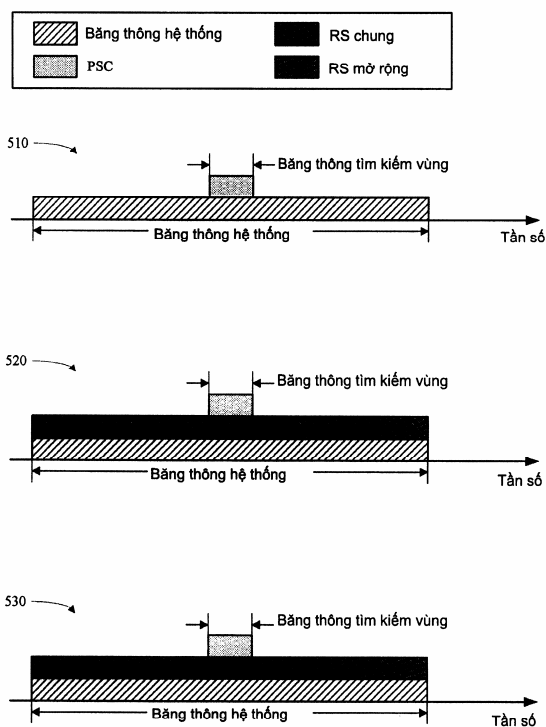 Băng thông hệ thống
RS chung
PSC
RS mở rộng
510
Băng thông tìm kiếm vùng
Băng thông hệ thống
Tần số
520
Băng thông tìm kiếm vùng
Băng thông hệ thống
Tần số
530
Băng thông tìm kiếm vùng
Băng thông hệ thống
Tần số